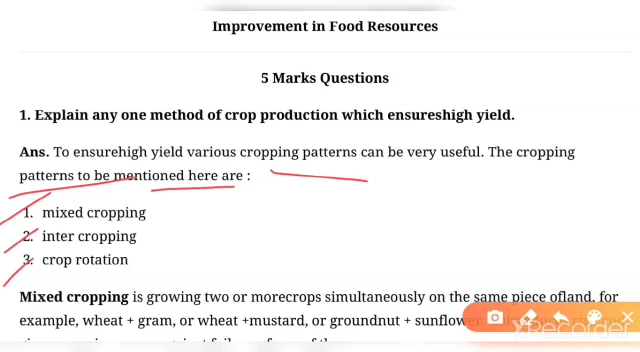 Improvement in Food Resources
5 Marks Questions
1. Explain any one method of crop production which ensureshigh yield.
Ans. To ensurehigh yield various cropping patterns can be very useful. The cropping
patterns to be mentioned here are :
1. mixed cropping
2. inter cropping
3. crop rotation
Mixed cropping is growing two or morecrops simultaneously on the same piece ofland, for
example, wheat + gram, or wheat +mustard, or groundnut + sunflower.
XRecorder